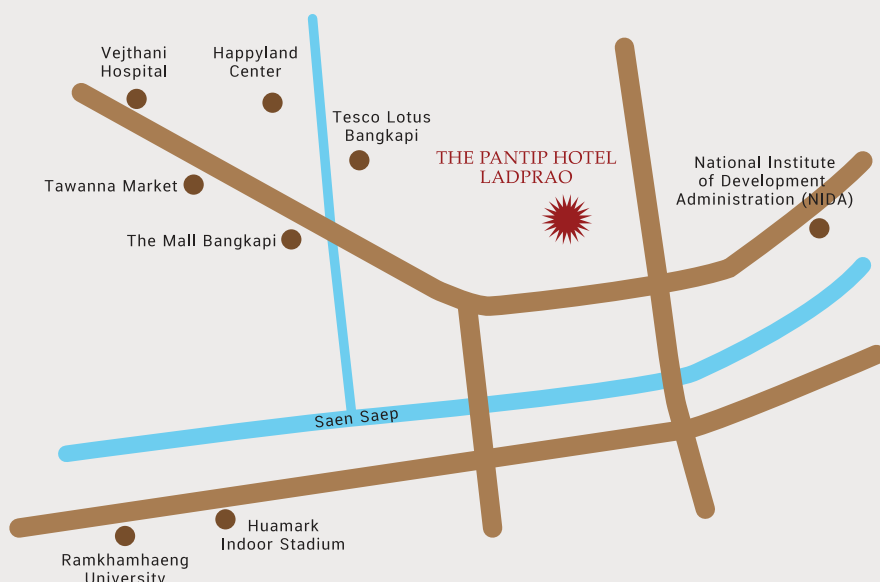 Vejthani
Hospital
Happyland
Center
Tesco Lotus
Bangkapi
THE PANTIP HOTEL
LADPRAO
National Institute
of Development
Administration (NIDA)
Tawanna Market
The Mall Bangkapi
Saen Saep
Huamark
Indoor Stadium
Ramkhamhaeng
University